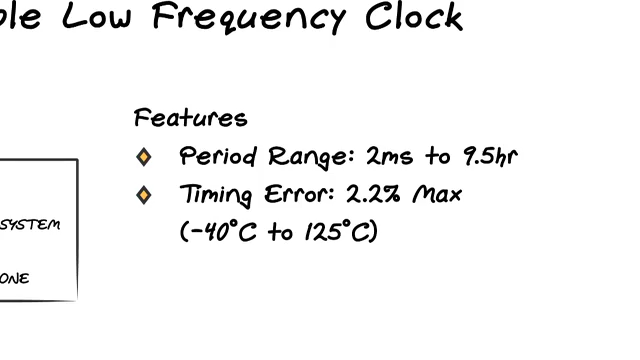 Low Frequency Clock
Features
Period Range: 2ms to 9.5hr
Timing Error: 2.2% Max
(-40°C to 125°C)
SYSTEM
ONE